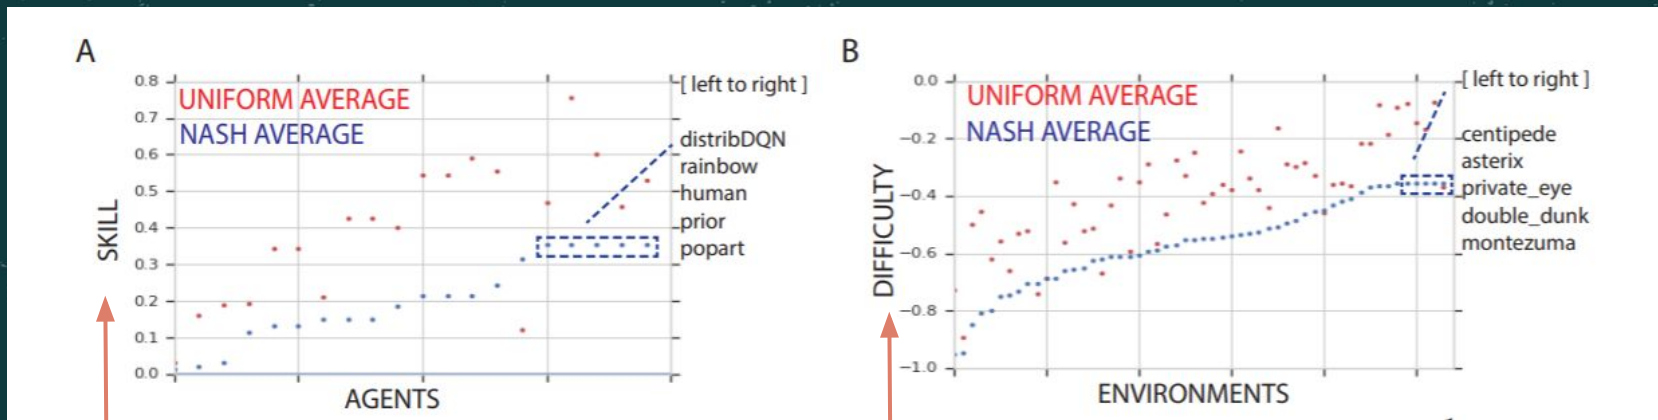 A
0.8
0.7
0.6
0.5
0.4
0.3
0.2
0.1
0.0
SKILL
UNIFORM AVERAGE
NASH AVERAGE
AGENTS
[ left to right ]
distribDQN
rainbow
human
prior
popart
B
0.0
−0.2
−0.4
−0.6
−0.8
−1.0
DIFFICULTY
UNIFORM AVERAGE
NASH AVERAGE
ENVIRONMENTS
[ left to right ]
centipede
asterix
private_eye
double_dunk
montezuma